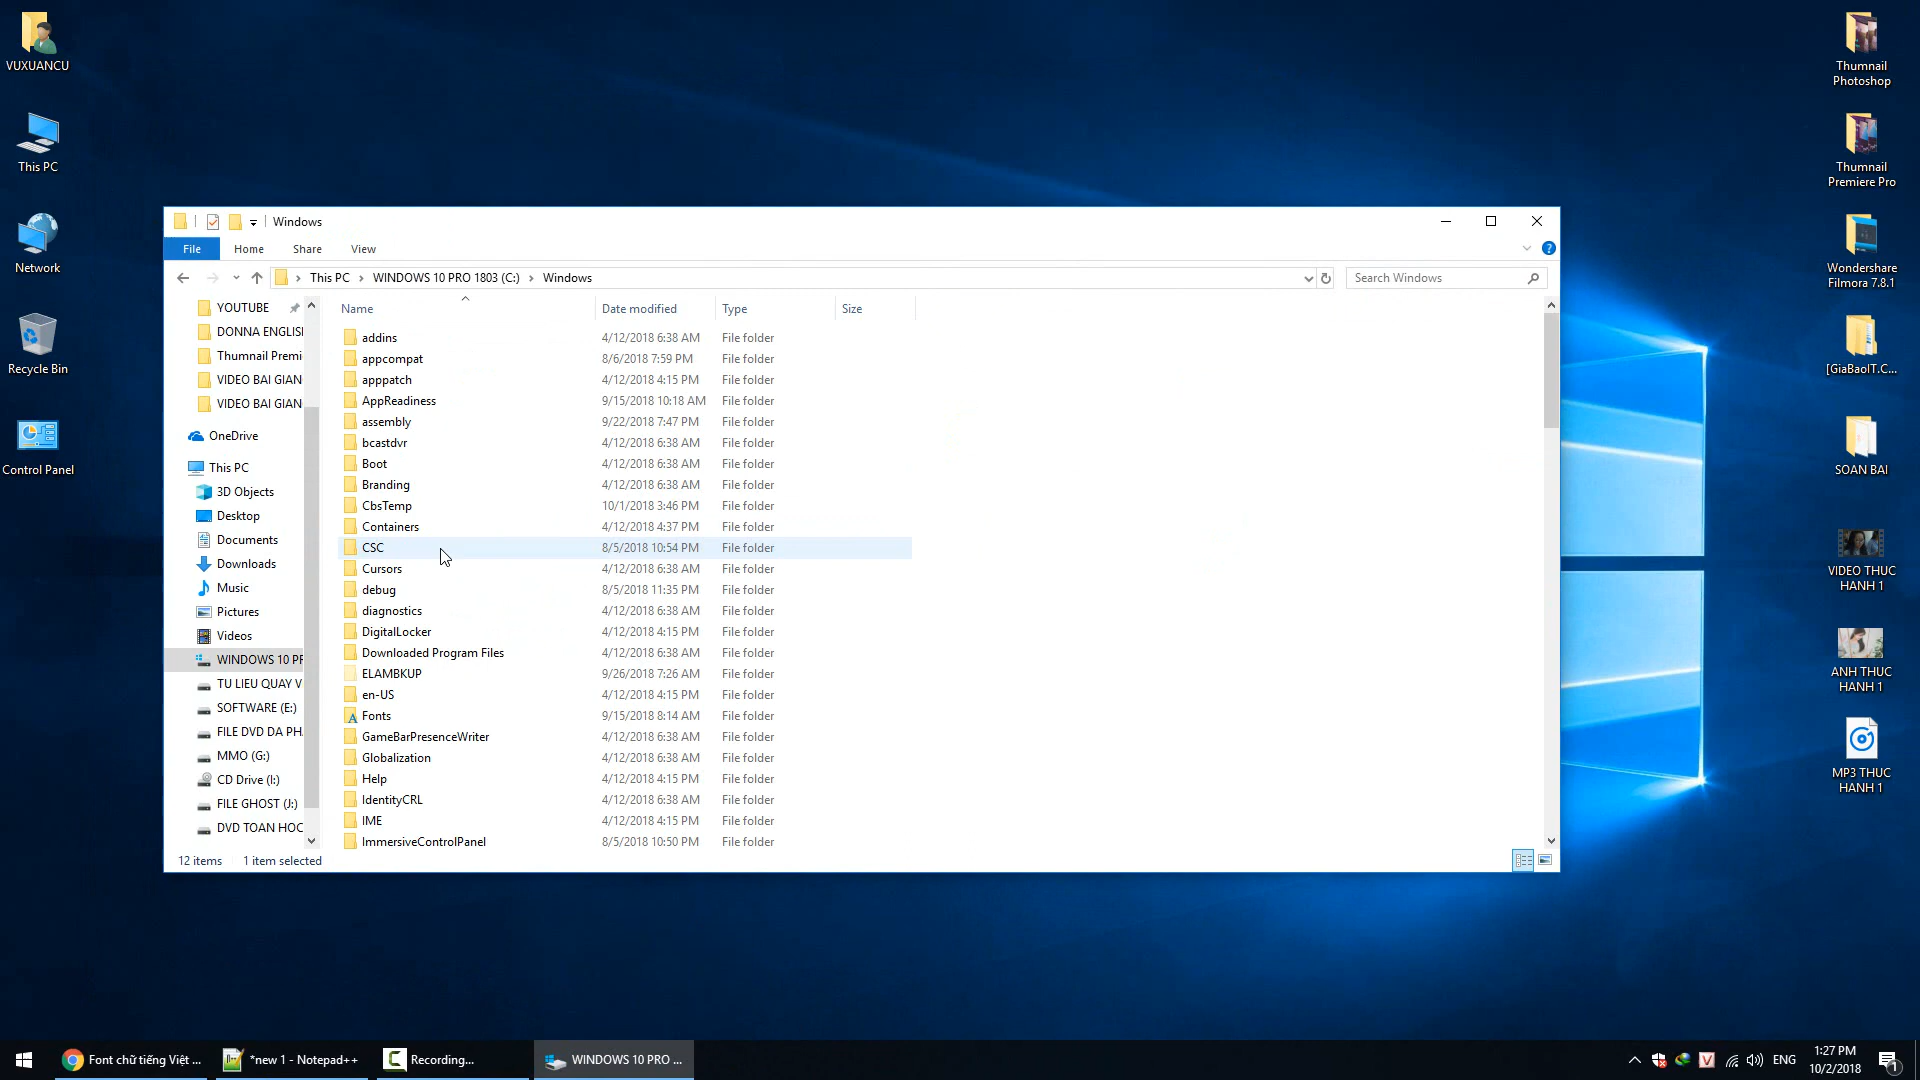 VUXUANCU
This PC
Network
Recycle Bin
Control Panel
Windows
File
Home
Share
View
This PC
WINDOWS 10 PRO 1803 (C:)
Windows
Search Windows
YOUTUBE
DONNA ENGLISH
Thumnail Premi
VIDEO BAI GIAN
VIDEO BAI GIAN
OneDrive
This PC
3D Objects
Desktop
Documents
Downloads
Music
Pictures
Videos
WINDOWS 10 PR
TU LIEU QUAY V
SOFTWARE (E:)
FILE DVD DA PH
MMO (G:)
CD Drive (I:)
FILE GHOST (J:)
DVD TOAN HOC
Name Date modified Type Size
addins 4/12/2018 6:38 AM File folder
appcompat 8/6/2018 7:59 PM File folder
apppatch 4/12/2018 4:15 PM File folder
AppReadiness 9/15/2018 10:18 AM File folder
assembly 9/22/2018 7:47 PM File folder
bcastdvr 4/12/2018 6:38 AM File folder
Boot 4/12/2018 6:38 AM File folder
Branding 4/12/2018 6:38 AM File folder
CbsTemp 10/1/2018 3:46 PM File folder
Containers 4/12/2018 4:37 PM File folder
CSC 8/5/2018 10:54 PM File folder
Cursors 4/12/2018 6:38 AM File folder
debug 8/5/2018 11:35 PM File folder
diagnostics 4/12/2018 6:38 AM File folder
DigitalLocker 4/12/2018 4:15 PM File folder
Downloaded Program Files 4/12/2018 6:38 AM File folder
ELAMBKUP 9/26/2018 7:26 AM File folder
en-US 4/12/2018 4:15 PM File folder
Fonts 9/15/2018 8:14 AM File folder
GameBarPresenceWriter 4/12/2018 6:38 AM File folder
Globalization 4/12/2018 6:38 AM File folder
Help 4/12/2018 4:15 PM File folder
IdentityCRL 4/12/2018 6:38 AM File folder
IME 4/12/2018 4:15 PM File folder
ImmersiveControlPanel 8/5/2018 10:50 PM File folder
12 items 1 item selected
Thumnail
Photoshop
Thumnail
Premiere Pro
Wondershare
Filmora 7.8.1
[GiaBaoIT.C...
SOAN BAI
VIDEO THUC
HANH 1
ANH THUC
HANH 1
MP3 THUC
HANH 1
Font chữ tiếng Việt ...
*new 1 - Notepad++
Recording...
WINDOWS 10 PRO ...
ENG
1:27 PM
10/2/2018
1